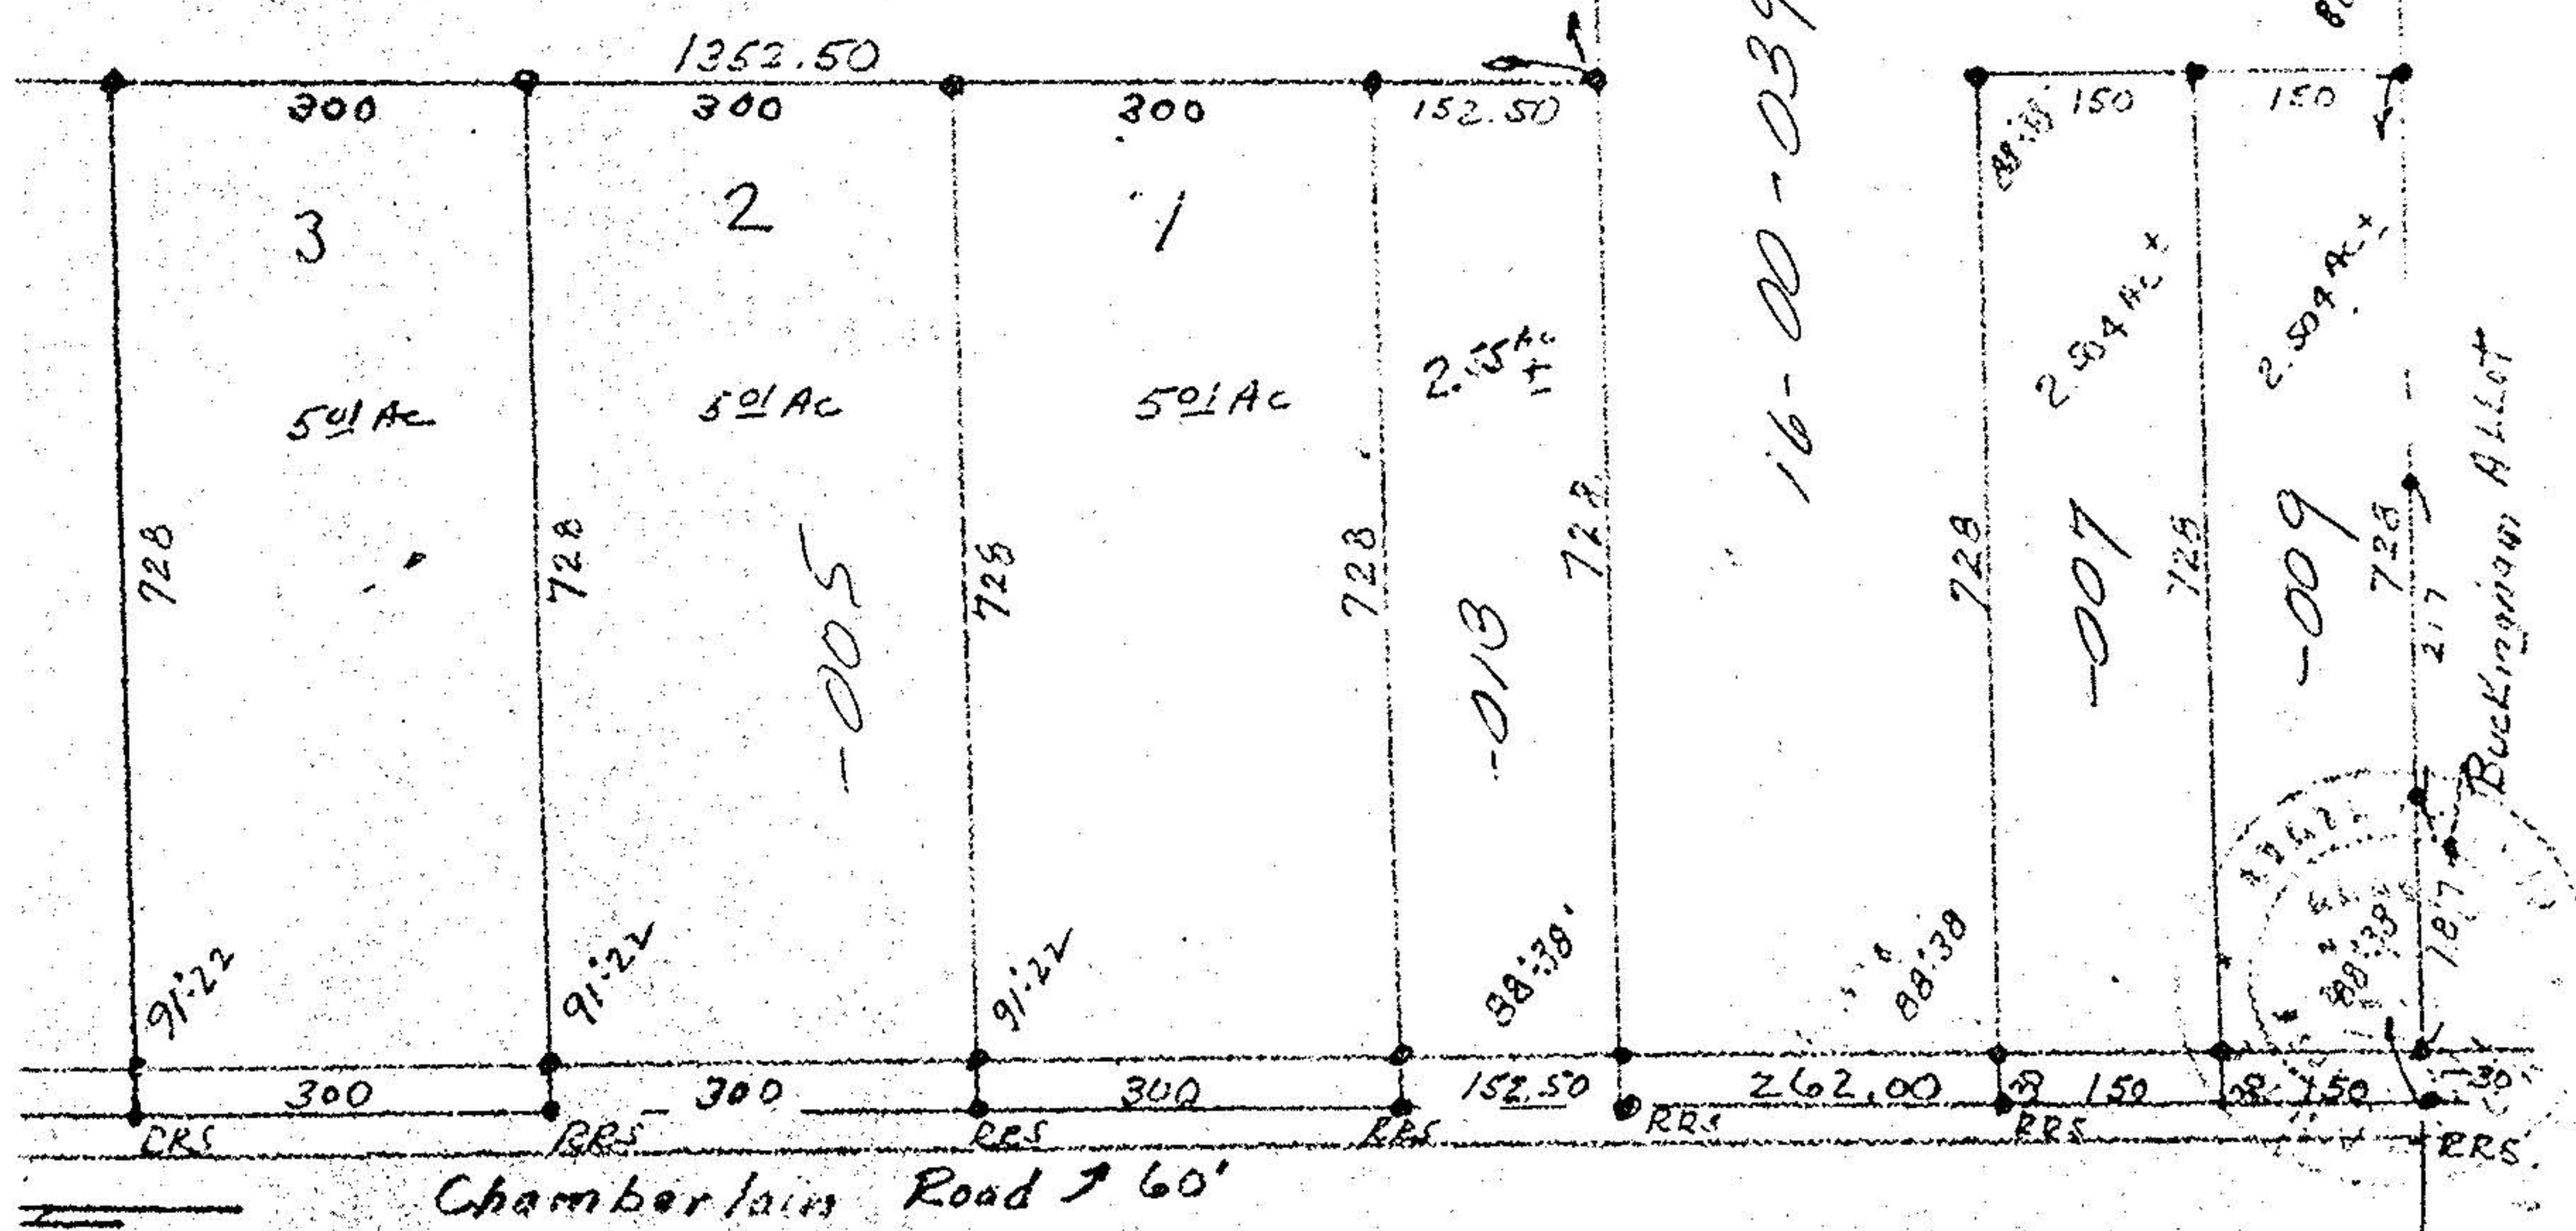 1352.50
300 300 300 152.50 150 150
3 2 1
16-00-039
5 01 Ac 5 01 Ac 5 01 Ac 2.55 Ac ± 2.504 Ac ± 2.504 Ac ±
728 728 728 728 728 728 728 728
-005 -013 -007 -009
217
Buckingham ALLOT
187
91°22 91°22 91°22 88°38' 88°38 88°38
300 300 300 152.50 262.00 150 150 30
RRS RRS RRS RRS RRS RRS RRS
Chamberlain Road 60'